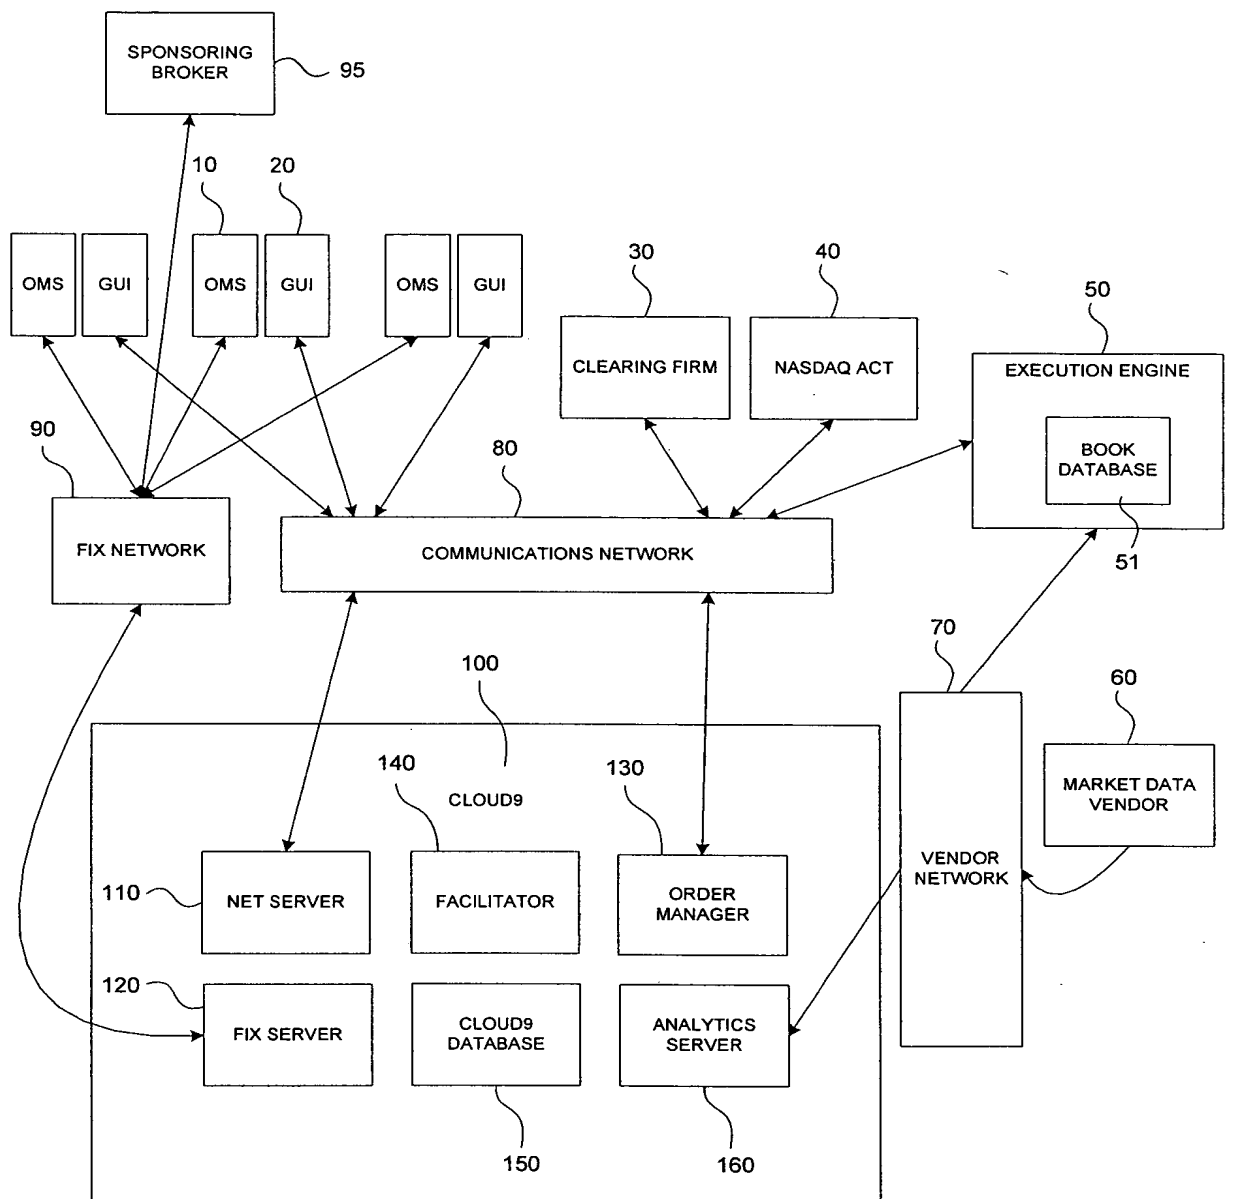 SPONSORING
BROKER
95
10
20
OMS
GUI
OMS
GUI
OMS
GUI
30
40
50
CLEARING FIRM
NASDAQ ACT
EXECUTION ENGINE
BOOK
DATABASE
51
90
80
FIX NETWORK
COMMUNICATIONS NETWORK
70
60
100
MARKET DATA
VENDOR
VENDOR
NETWORK
CLOUD9
140
130
110
NET SERVER
FACILITATOR
ORDER
MANAGER
120
FIX SERVER
CLOUD9
DATABASE
ANALYTICS
SERVER
150
160